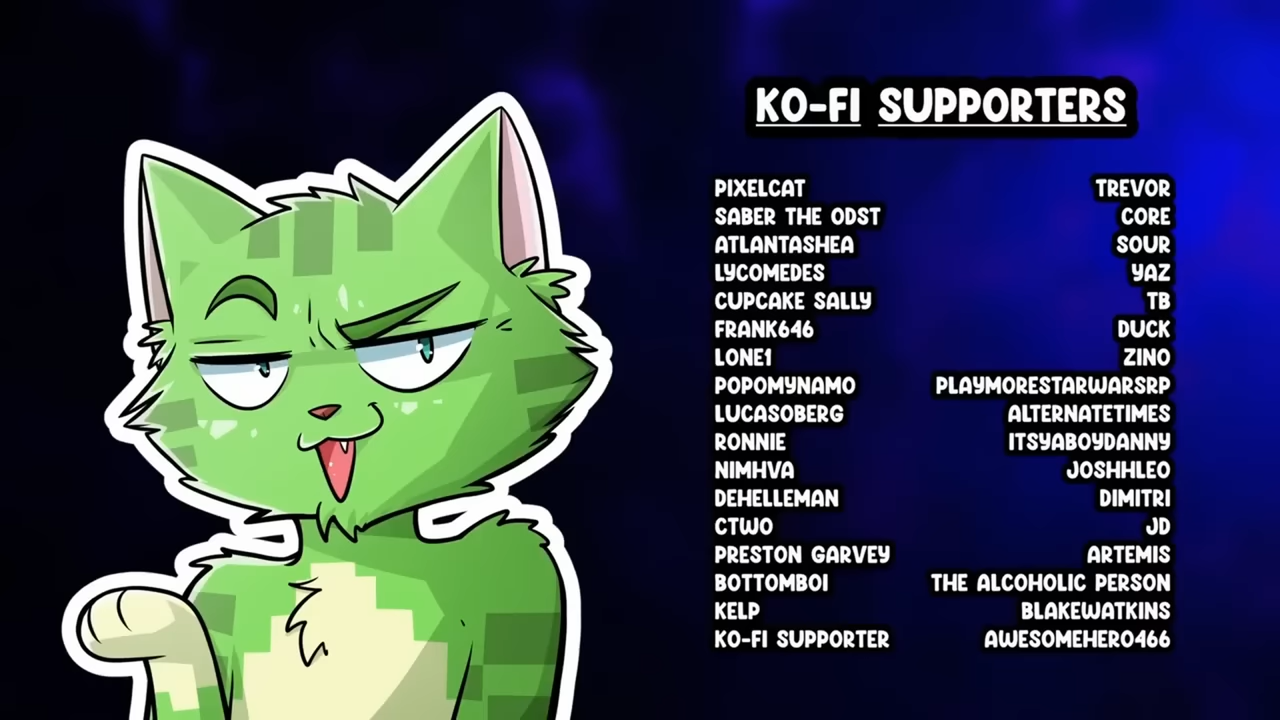 KO-FI SUPPORTERS
PIXELCAT
SABER THE ODST
ATLANTASHEA
LYCOMEDES
CUPCAKE SALLY
FRANK646
LONE1
POPOMYNAMO
LUCASOBERG
RONNIE
NIMHVA
DEHELLEMAN
CTWO
PRESTON GARVEY
BOTTOMBOI
KELP
KO-FI SUPPORTER
TREVOR
CORE
SOUR
YAZ
TB
DUCK
ZINO
PLAYMORESTARWARSRP
ALTERNATETIMES
ITSYABOYDANNY
JOSHHLEO
DIMITRI
JD
ARTEMIS
THE ALCOHOLIC PERSON
BLAKEWATKINS
AWESOMEHERO466